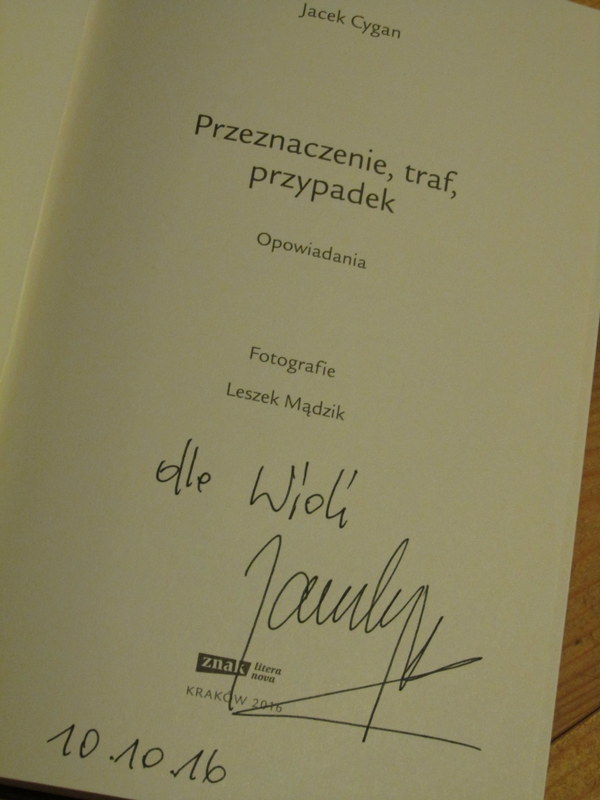 Jacek Cygan
Przeznaczenie, traf,
przypadek
Opowiadania
Fotografie
Leszek Mądzik
dla Wioli
znak litera
nova
KRAKÓW 2016
10.10.16